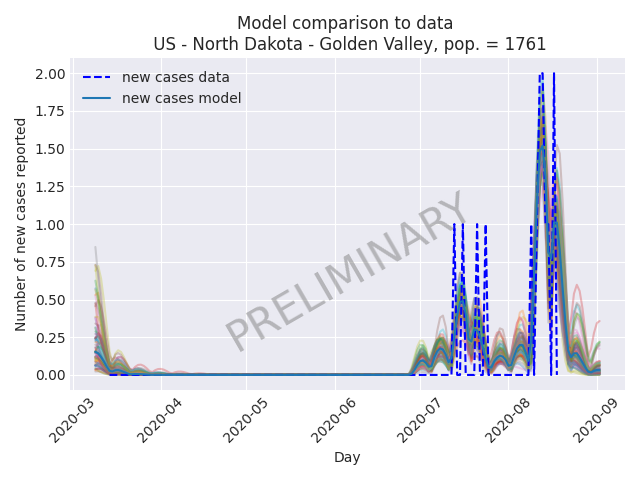 Model comparison to data
US - North Dakota - Golden Valley, pop. = 1761
new cases data
new cases model
Number of new cases reported
2.00
1.75
1.50
1.25
1.00
0.75
0.50
0.25
0.00
PRELIMINARY
2020-03
2020-04
2020-05
2020-06
2020-07
2020-08
2020-09
Day